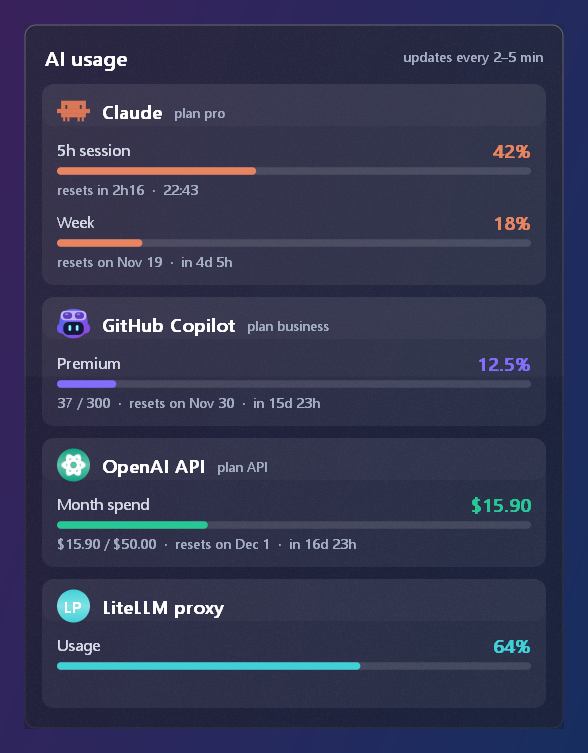 AI usage updates every 2–5 min
Claude plan pro
5h session 42%
resets in 2h16 · 22:43
Week 18%
resets on Nov 19 · in 4d 5h
GitHub Copilot plan business
Premium 12.5%
37 / 300 · resets on Nov 30 · in 15d 23h
OpenAI API plan API
Month spend $15.90
$15.90 / $50.00 · resets on Dec 1 · in 16d 23h
LP LiteLLM proxy
Usage 64%